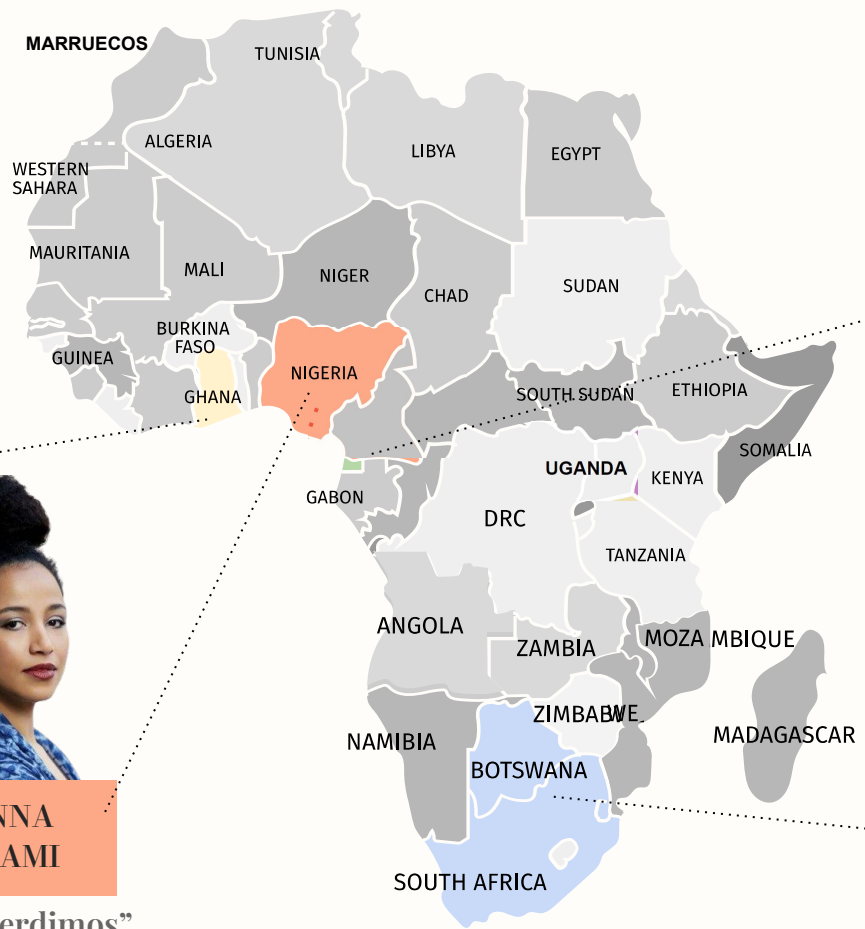 MARRUECOS
TUNISIA
ALGERIA
LIBYA
EGYPT
WESTERN
SAHARA
MAURITANIA
MALI
NIGER
CHAD
SUDAN
BURKINA
FASO
GUINEA
NIGERIA
GHANA
SOUTH SUDAN
ETHIOPIA
SOMALIA
UGANDA
KENYA
GABON
DRC
TANZANIA
ANGOLA
ZAMBIA
MOZA MBIQUE
ZIMBABWE
NAMIBIA
MADAGASCAR
BOTSWANA
SOUTH AFRICA
NNA
AMI
erdimos”